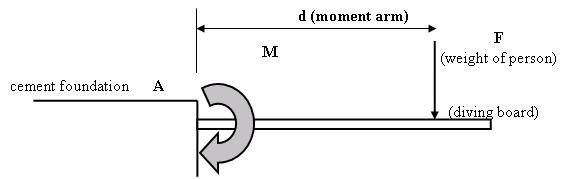 d (moment arm)
F
M
(weight of person)
cement foundation A
(diving board)